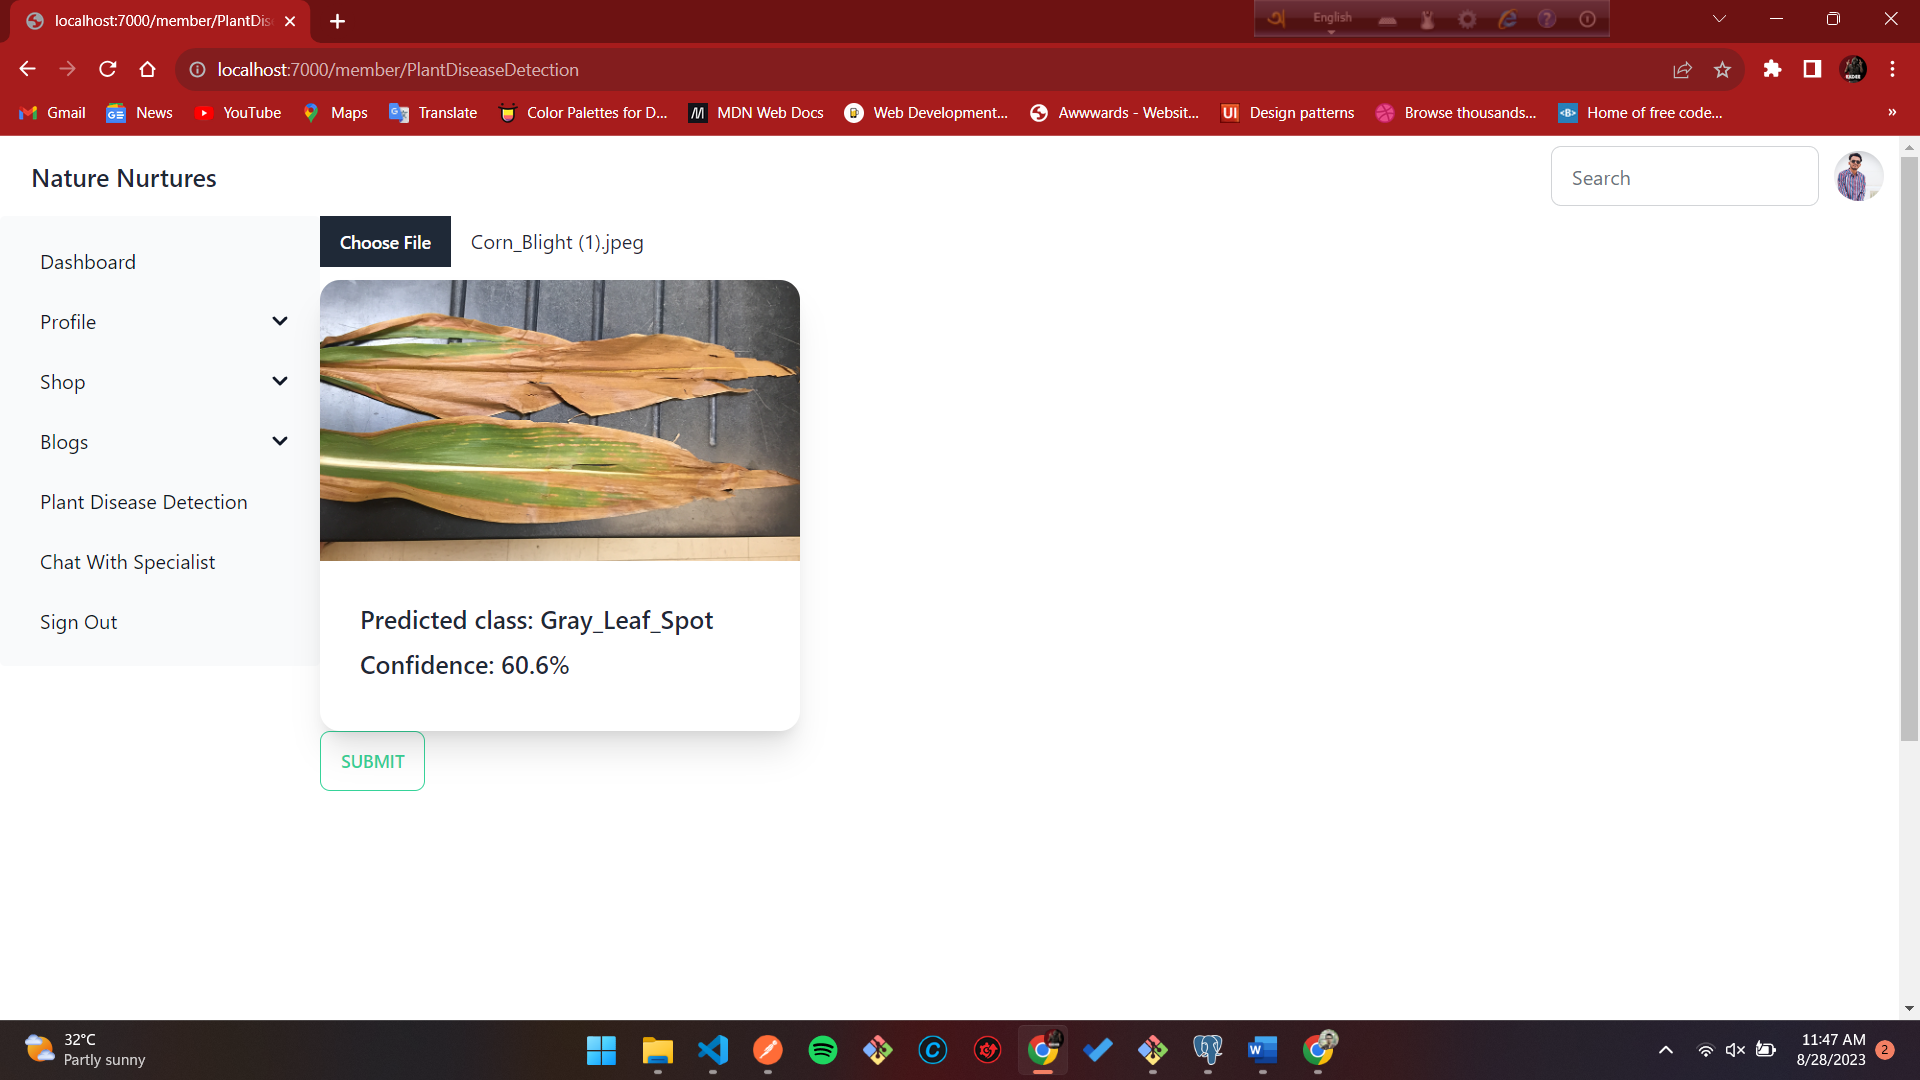 localhost:7000/member/PlantDise
English
localhost:7000/member/PlantDiseaseDetection
Gmail
News
YouTube
Maps
Translate
Color Palettes for D...
MDN Web Docs
Web Development...
Awwwards - Websit...
UI Design patterns
Browse thousands...
Home of free code...
»
Nature Nurtures
Search
Dashboard
Profile
Shop
Blogs
Plant Disease Detection
Chat With Specialist
Sign Out
Choose File Corn_Blight (1).jpeg
Predicted class: Gray_Leaf_Spot
Confidence: 60.6%
SUBMIT
32°C
Partly sunny
11:47 AM
8/28/2023
2